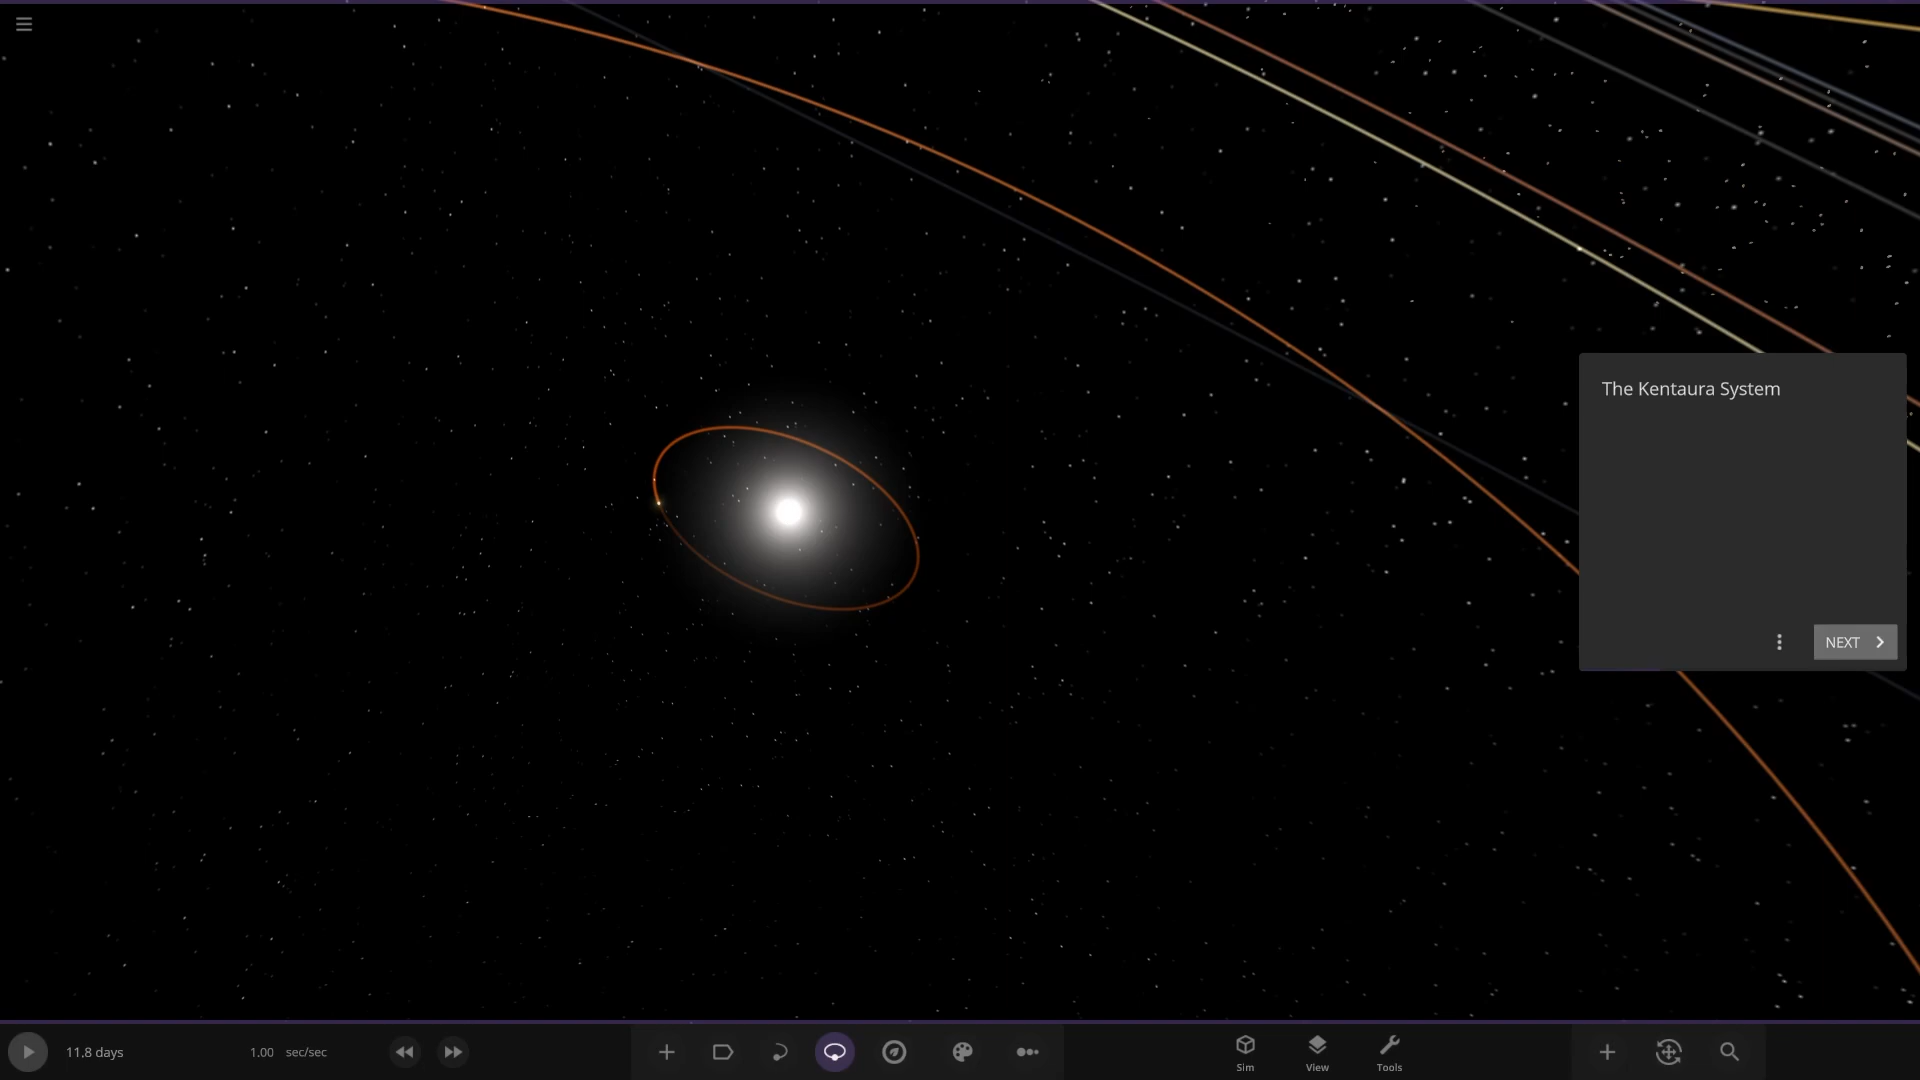 The Kentaura System
NEXT
11.8 days
1.00 sec/sec
Sim
View
Tools